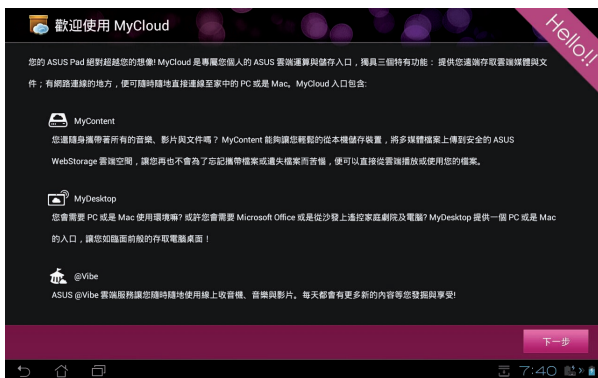 歡迎使用 MyCloud
Hello!!
您的 ASUS Pad 絕對超越您的想像! MyCloud 是專屬您個人的 ASUS 雲端運算與儲存入口，獨具三個特有功能： 提供您遠端存取雲端媒體與文
件；有網路連線的地方，便可隨時隨地直接連線至家中的 PC 或是 Mac。MyCloud 入口包含:
MyContent
您還隨身攜帶著所有的音樂、影片與文件嗎？ MyContent 能夠讓您輕鬆的從本機儲存裝置，將多媒體檔案上傳到安全的 ASUS
WebStorage 雲端空間，讓您再也不會為了忘記攜帶檔案或遺失檔案而苦惱，便可以直接從雲端播放或使用您的檔案。
MyDesktop
您會需要 PC 或是 Mac 使用環境嘛? 或許您會需要 Microsoft Office 或是從沙發上遙控家庭劇院及電腦? MyDesktop 提供一個 PC 或是 Mac
的入口，讓您如臨面前般的存取電腦桌面！
@Vibe
ASUS @Vibe 雲端服務讓您隨時隨地使用線上收音機、音樂與影片。每天都會有更多新的內容等您發掘與享受!
下一步
7:40